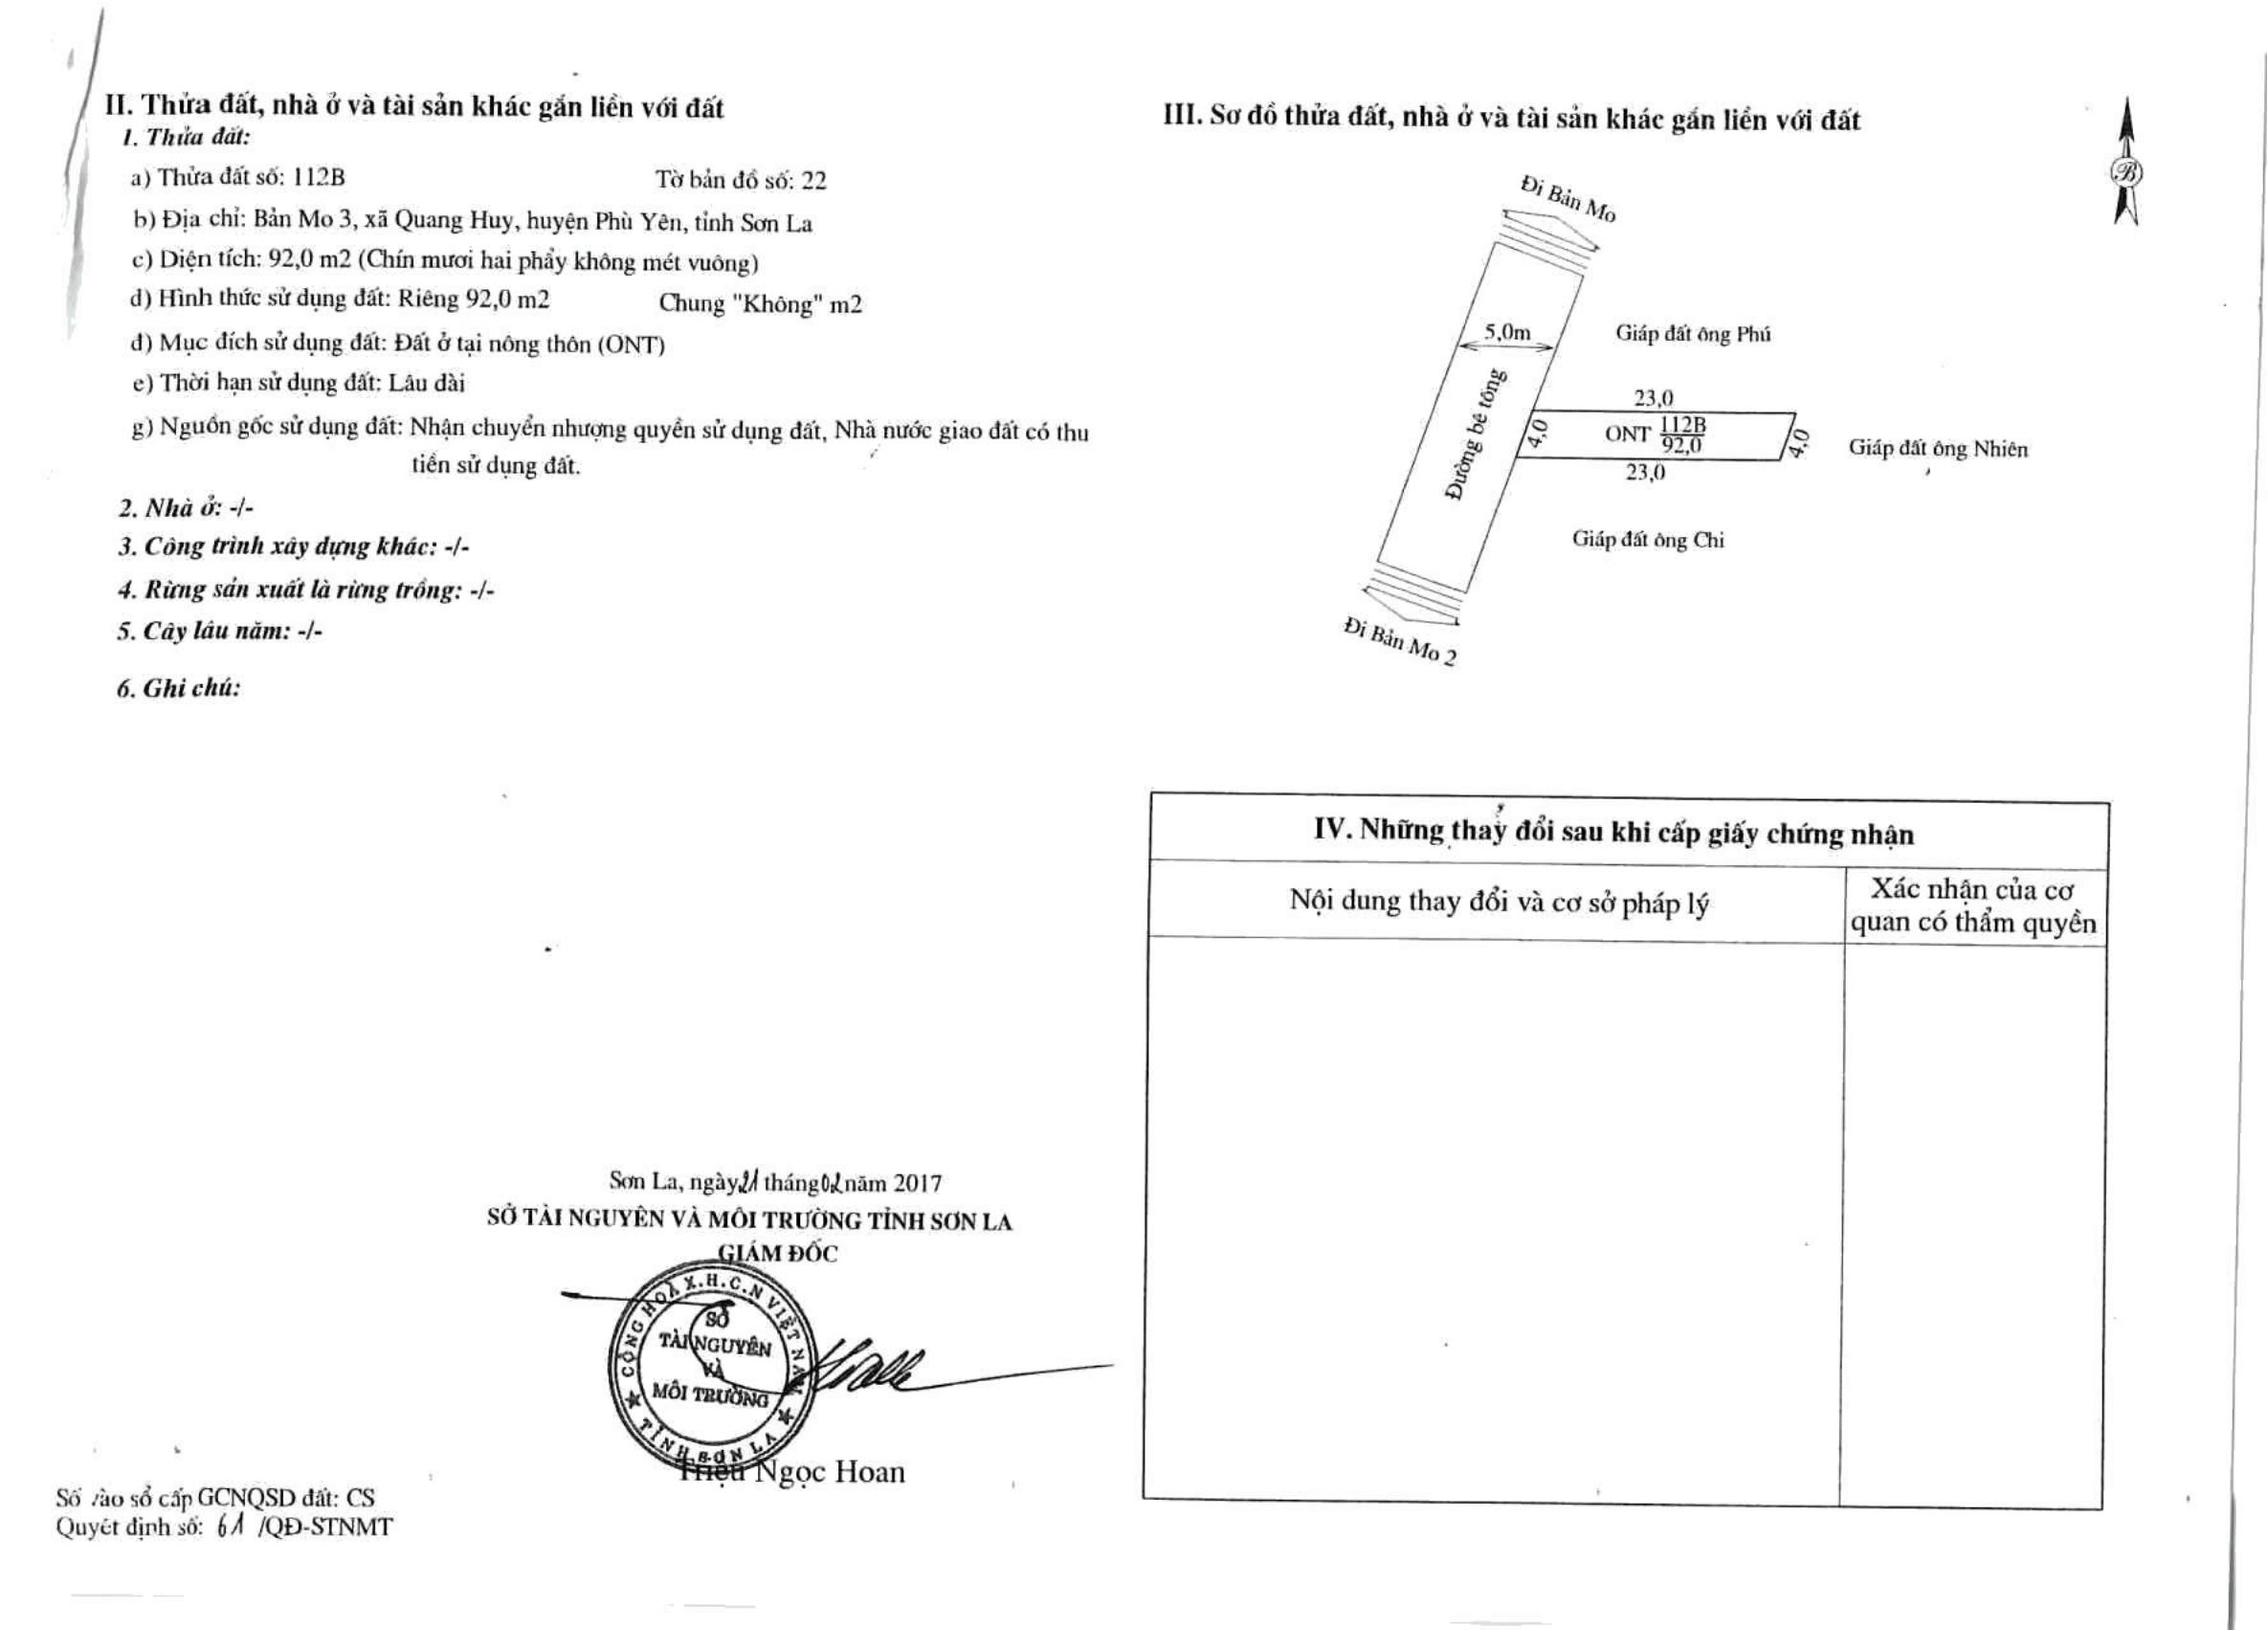 II. Thửa đất, nhà ở và tài sản khác gắn liền với đất
1. Thửa đất:
a) Thửa đất số: 112B Tờ bản đồ số: 22
b) Địa chỉ: Bản Mo 3, xã Quang Huy, huyện Phù Yên, tỉnh Sơn La
c) Diện tích: 92,0 m2 (Chín mươi hai phẩy không mét vuông)
d) Hình thức sử dụng đất: Riêng 92,0 m2 Chung "Không" m2
đ) Mục đích sử dụng đất: Đất ở tại nông thôn (ONT)
e) Thời hạn sử dụng đất: Lâu dài
g) Nguồn gốc sử dụng đất: Nhận chuyển nhượng quyền sử dụng đất, Nhà nước giao đất có thu
tiền sử dụng đất.
2. Nhà ở: -/-
3. Công trình xây dựng khác: -/-
4. Rừng sản xuất là rừng trồng: -/-
5. Cây lâu năm: -/-
6. Ghi chú:
Sơn La, ngày 21 tháng 02 năm 2017
SỞ TÀI NGUYÊN VÀ MÔI TRƯỜNG TỈNH SƠN LA
GIÁM ĐỐC
CỘNG HOÀ X.H.C.N VIỆT NAM
SỞ
TÀI NGUYÊN
VÀ
MÔI TRƯỜNG
TỈNH SƠN LA
Triệu Ngọc Hoan
Số vào sổ cấp GCNQSD đất: CS
Quyết định số: 61 /QĐ-STNMT
III. Sơ đồ thửa đất, nhà ở và tài sản khác gắn liền với đất
B
Đi Bản Mo
5,0m
Giáp đất ông Phú
Đường bê tông
23,0
4,0
ONT 112B
92,0
4,0
Giáp đất ông Nhiên
23,0
Giáp đất ông Chi
Đi Bản Mo 2
IV. Những thay đổi sau khi cấp giấy chứng nhận
Nội dung thay đổi và cơ sở pháp lý
Xác nhận của cơ
quan có thẩm quyền